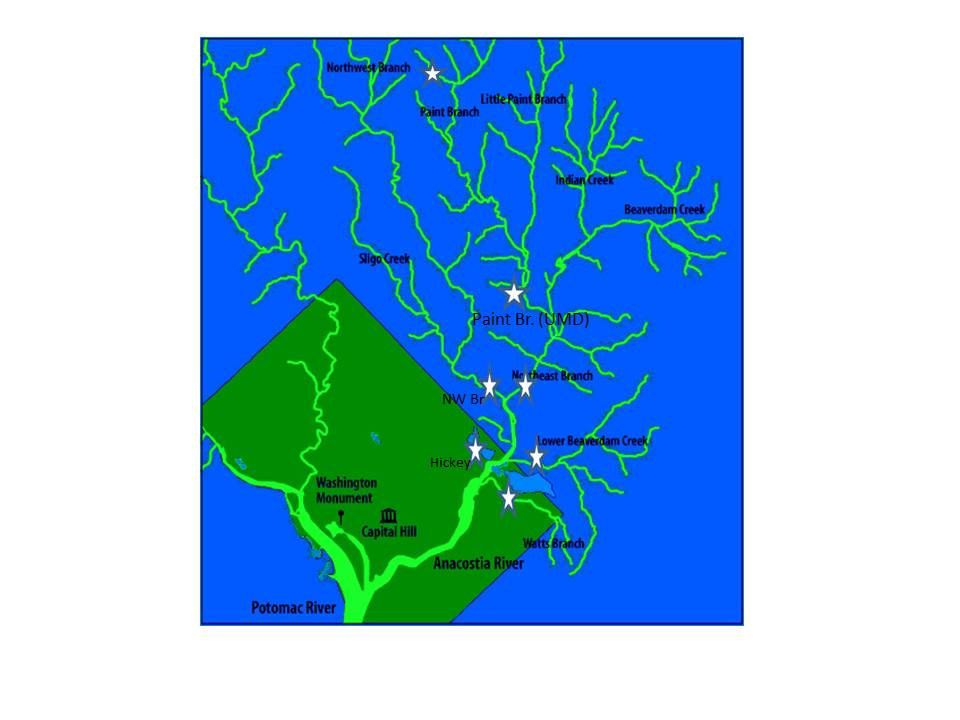 Northwest Branch
Little Paint Branch
Paint Branch
Indian Creek
Beaverdam Creek
Sligo Creek
Paint Br. (UMD)
Northeast Branch
NW Br
Lower Beaverdam Creek
Hickey
Washington
Monument
Capital Hill
Watts Branch
Anacostia River
Potomac River